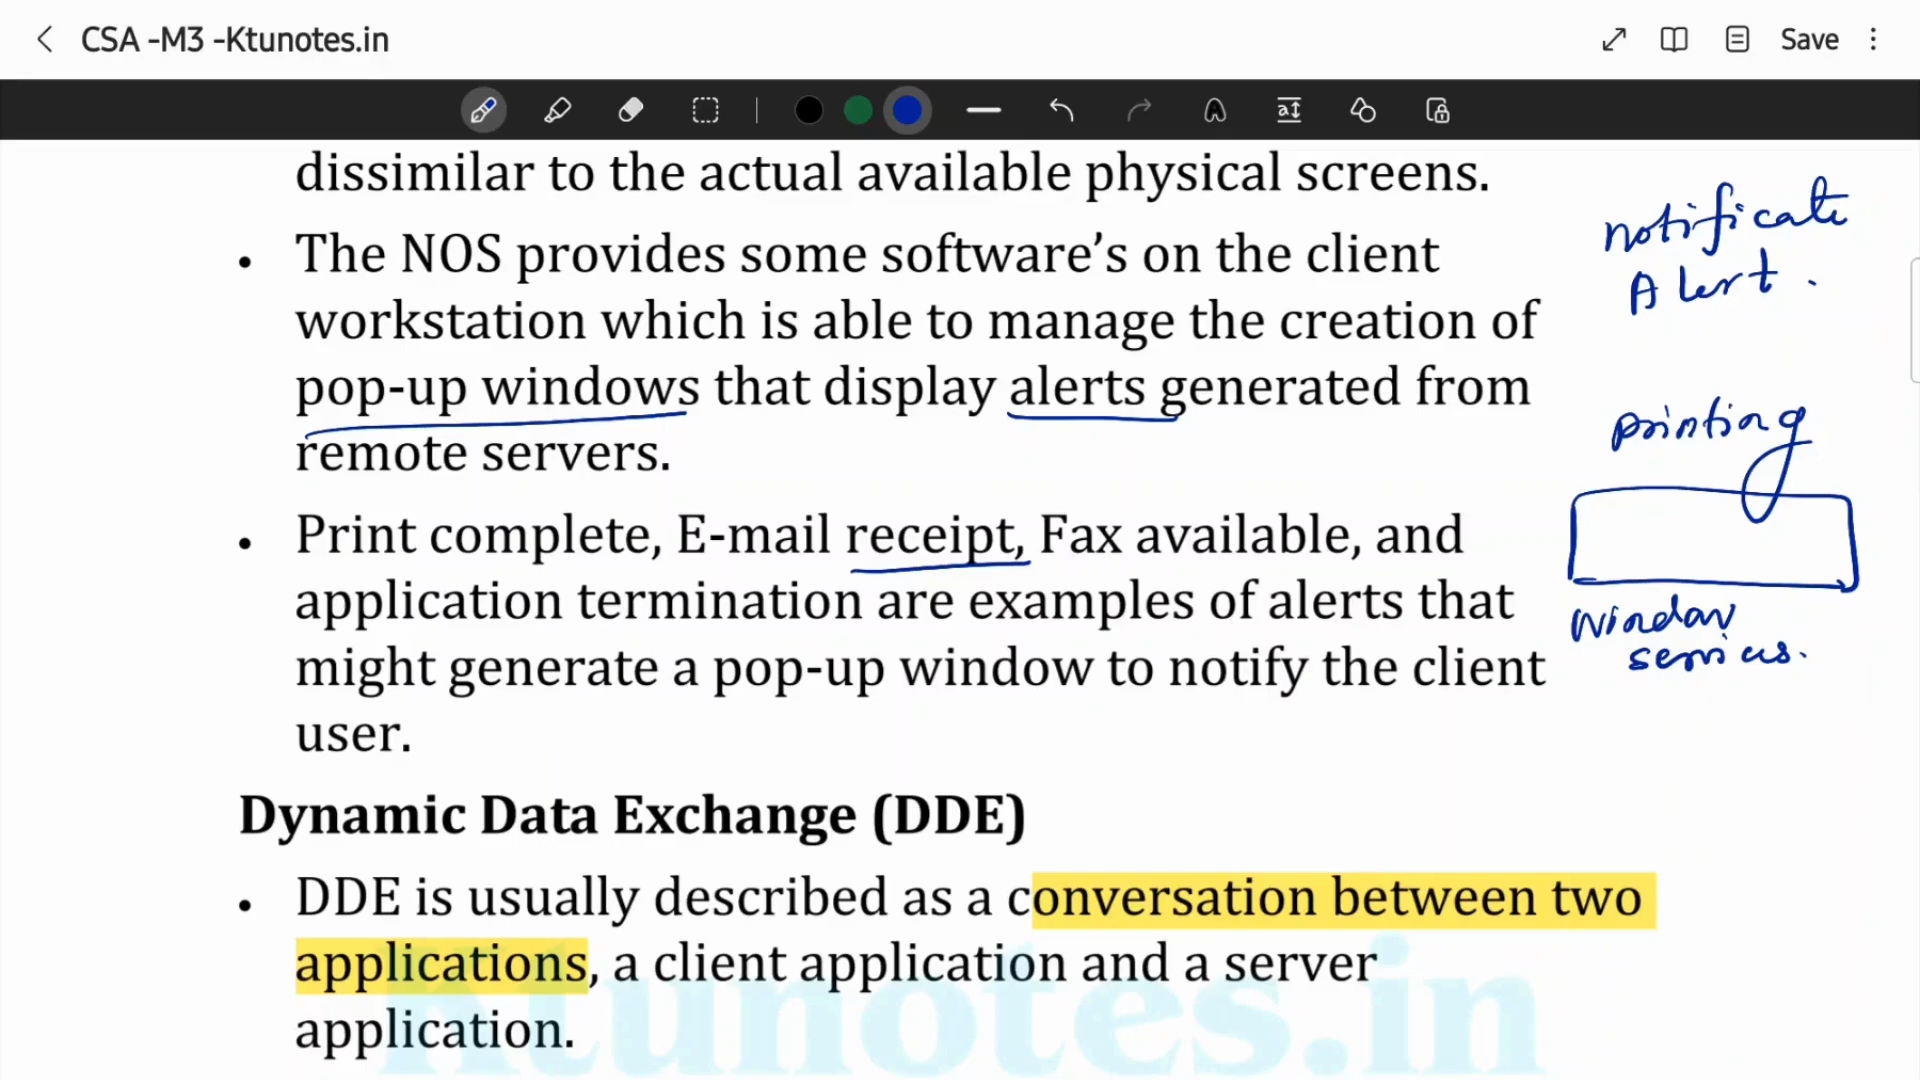 CSA -M3 -Ktunotes.in
Save
dissimilar to the actual available physical screens.
• The NOS provides some software’s on the client
workstation which is able to manage the creation of
pop-up windows that display alerts generated from
remote servers.
• Print complete, E-mail receipt, Fax available, and
application termination are examples of alerts that
might generate a pop-up window to notify the client
user.
Dynamic Data Exchange (DDE)
• DDE is usually described as a conversation between two
applications, a client application and a server
application.
Ktunotes.in
notificate
Alert.
printing
Window
services.